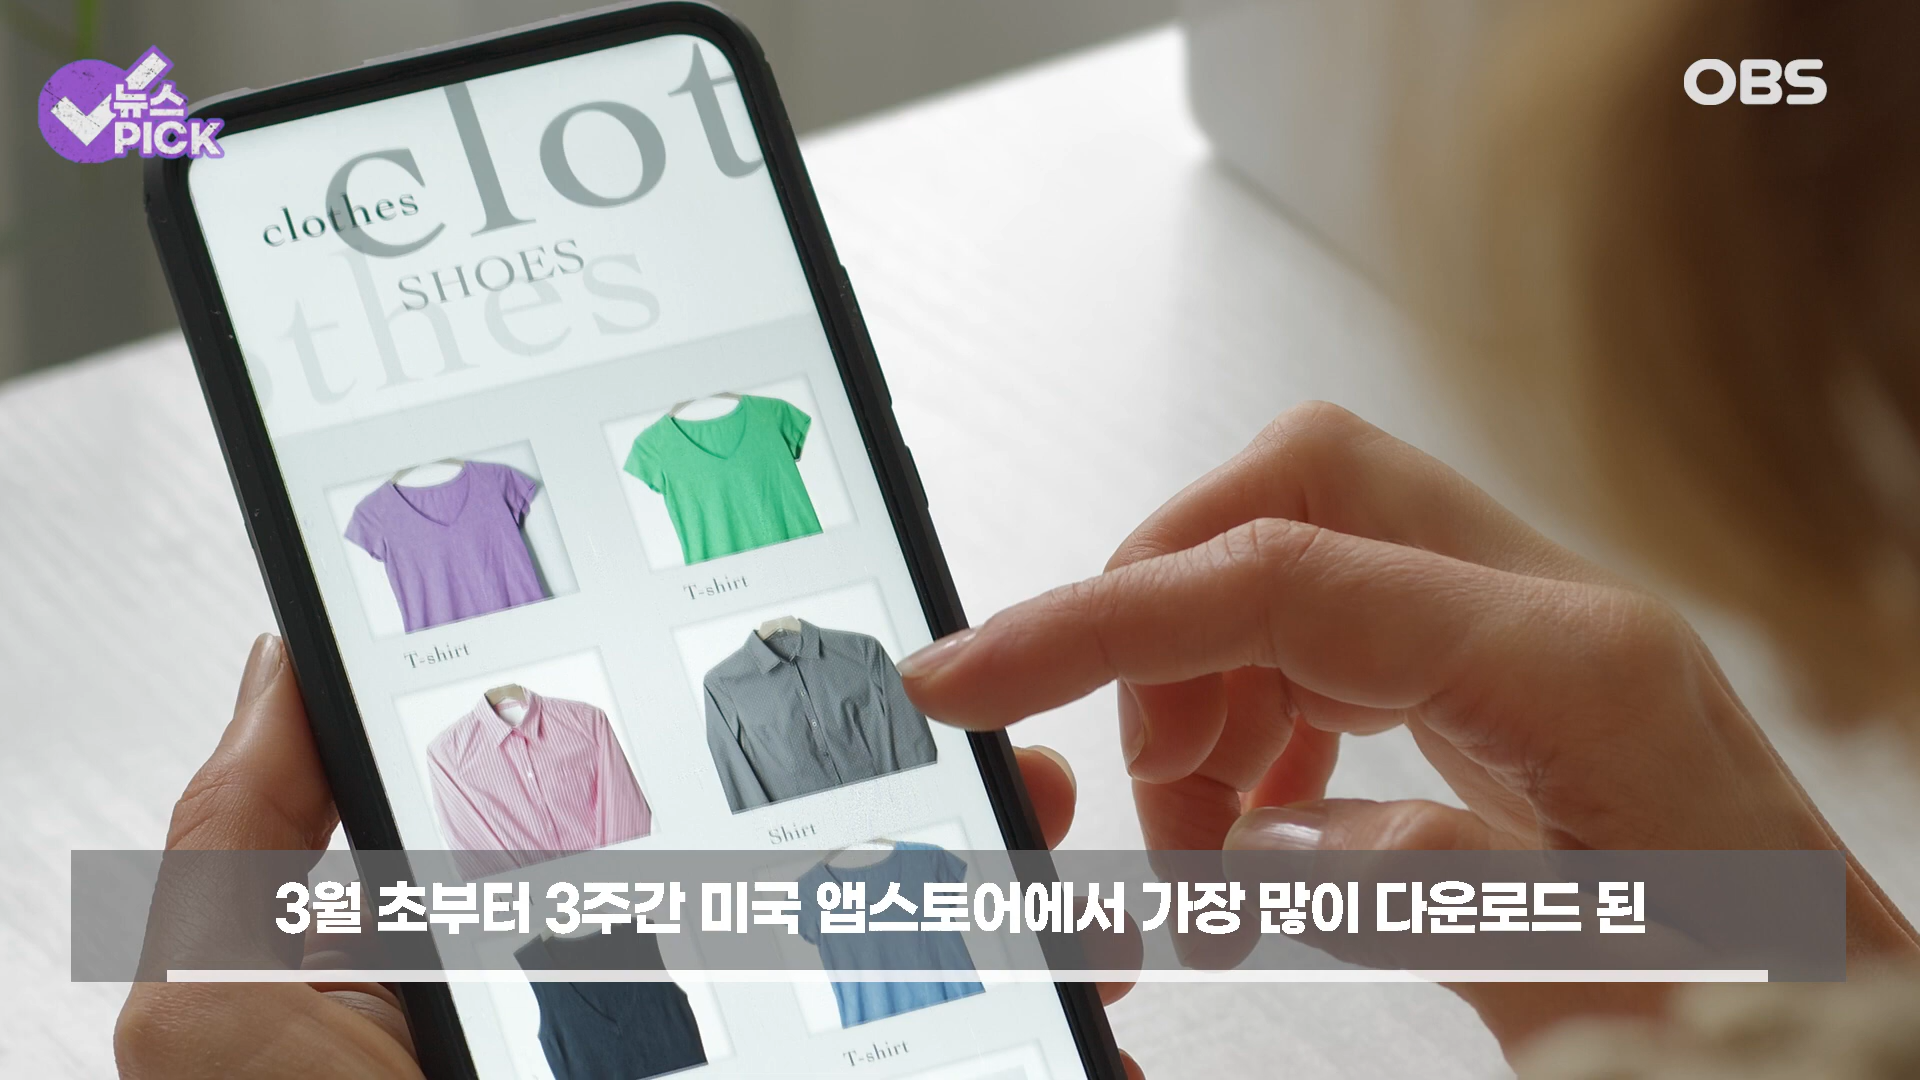 뉴스
PICK
OBS
clot
clothes
SHOES
othes
T-shirt
T-shirt
Shirt
T-shirt
3월 초부터 3주간 미국 앱스토어에서 가장 많이 다운로드 된